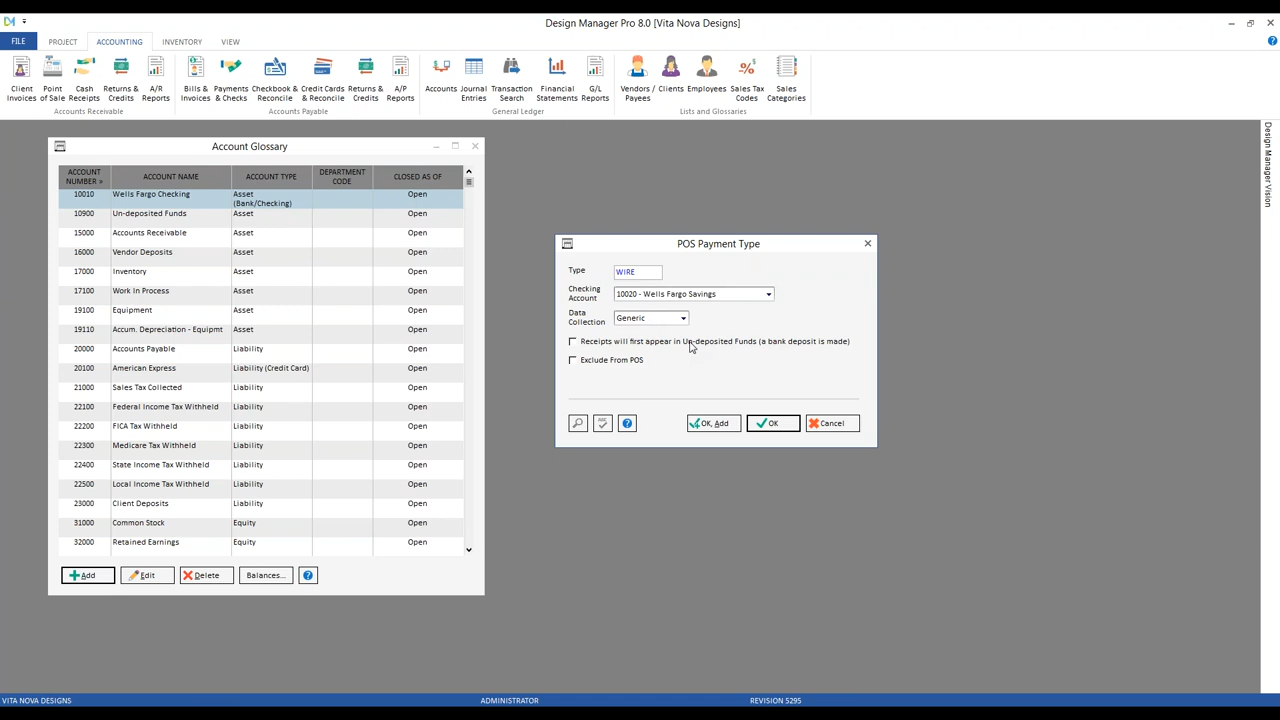 Design Manager Pro 8.0 [Vita Nova Designs]
FILE PROJECT ACCOUNTING INVENTORY VIEW
Client Invoices
Point of Sale
Cash Receipts
Returns & Credits
A/R Reports
Bills & Invoices
Payments & Checks
Checkbook & Reconcile
Credit Cards & Reconcile
Returns & Credits
A/P Reports
Accounts
Journal Entries
Transaction Search
Financial Statements
G/L Reports
Vendors / Payees
Clients
Employees
Sales Tax Codes
Sales Categories
Accounts Receivable
Accounts Payable
General Ledger
Lists and Glossaries
Design Manager Vision
Account Glossary
ACCOUNT NUMBER » ACCOUNT NAME ACCOUNT TYPE DEPARTMENT CODE CLOSED AS OF
10010 Wells Fargo Checking Asset (Bank/Checking) Open
10900 Un-deposited Funds Asset Open
15000 Accounts Receivable Asset Open
16000 Vendor Deposits Asset Open
17000 Inventory Asset Open
17100 Work In Process Asset Open
19100 Equipment Asset Open
19110 Accum. Depreciation - Equipmt Asset Open
20000 Accounts Payable Liability Open
20100 American Express Liability (Credit Card) Open
21000 Sales Tax Collected Liability Open
22100 Federal Income Tax Withheld Liability Open
22200 FICA Tax Withheld Liability Open
22300 Medicare Tax Withheld Liability Open
22400 State Income Tax Withheld Liability Open
22500 Local Income Tax Withheld Liability Open
23000 Client Deposits Liability Open
31000 Common Stock Equity Open
32000 Retained Earnings Equity Open
Add Edit Delete Balances...
POS Payment Type
Type WIRE
Checking Account 10020 - Wells Fargo Savings
Data Collection Generic
Receipts will first appear in Un-deposited Funds (a bank deposit is made)
Exclude From POS
OK, Add OK Cancel
VITA NOVA DESIGNS ADMINISTRATOR REVISION 5295